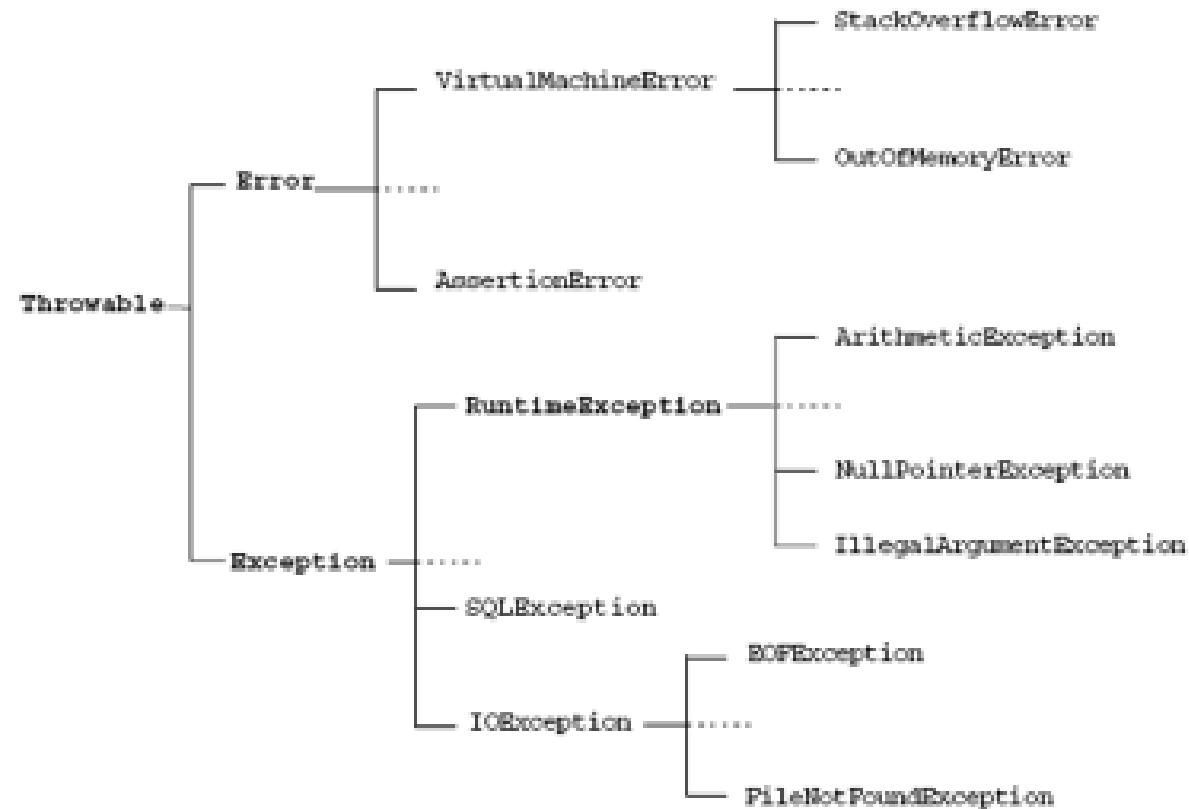 StackOverflowError
VirtualMachineError
OutOfMemoryError
Error
AssertionError
Throwable
ArithmeticException
RuntimeException
NullPointerException
IllegalArgumentException
Exception
SQLException
EOFException
IOException
FileNotFoundException